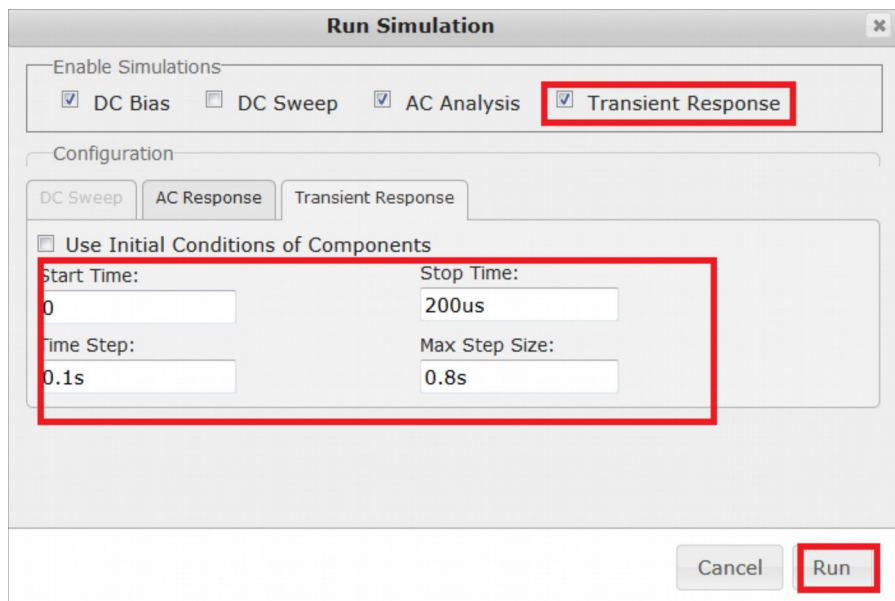 Run Simulation
Enable Simulations
DC Bias DC Sweep AC Analysis Transient Response
Configuration
DC Sweep AC Response Transient Response
Use Initial Conditions of Components
Start Time: Stop Time:
0 200us
Time Step: Max Step Size:
0.1s 0.8s
Cancel Run